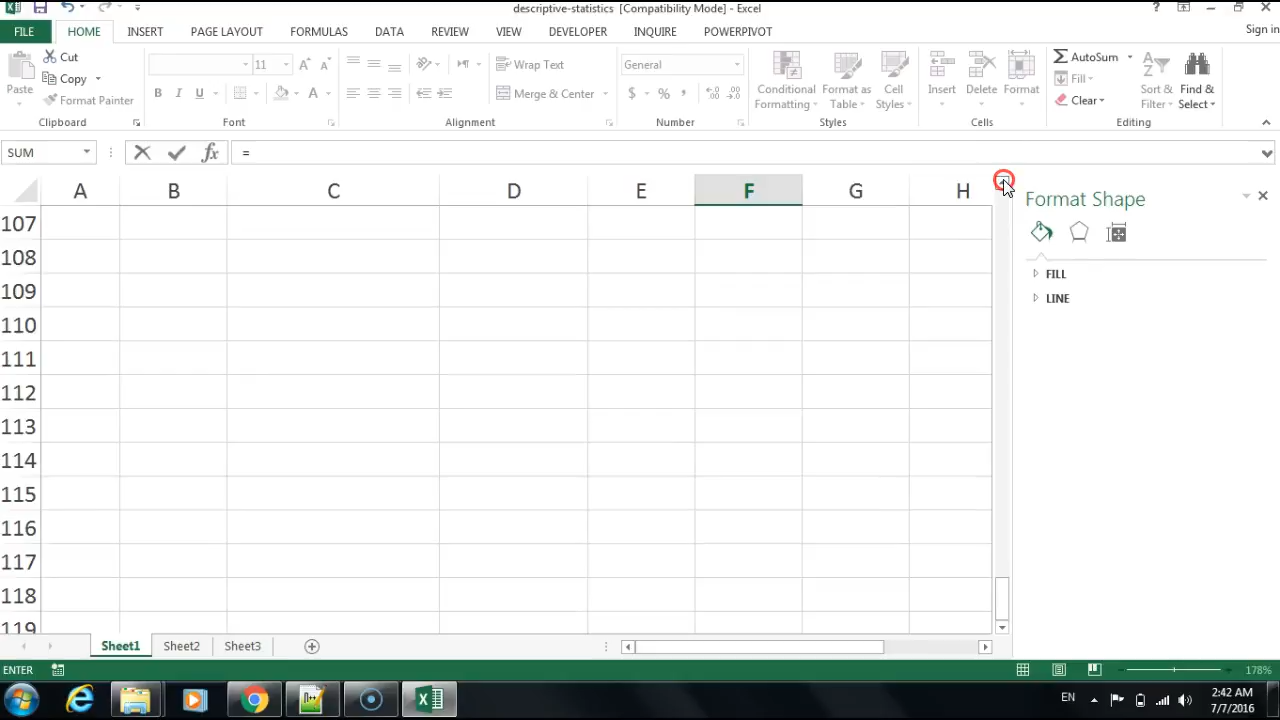 descriptive-statistics [Compatibility Mode] - Excel
?
FILE HOME INSERT PAGE LAYOUT FORMULAS DATA REVIEW VIEW DEVELOPER INQUIRE POWERPIVOT Sign in
Cut
Copy
Format Painter
Paste
Clipboard
11
B I U
Font
Wrap Text
Merge & Center
Alignment
General
$ % ,
Number
Conditional Formatting
Format as Table
Cell Styles
Styles
Insert
Delete
Format
Cells
AutoSum
Fill
Clear
Sort & Filter
Find & Select
Editing
SUM fx =
A B C D E F G H
107
108
109
110
111
112
113
114
115
116
117
118
119
Format Shape
FILL
LINE
Sheet1 Sheet2 Sheet3
ENTER 178%
EN 2:42 AM
7/7/2016